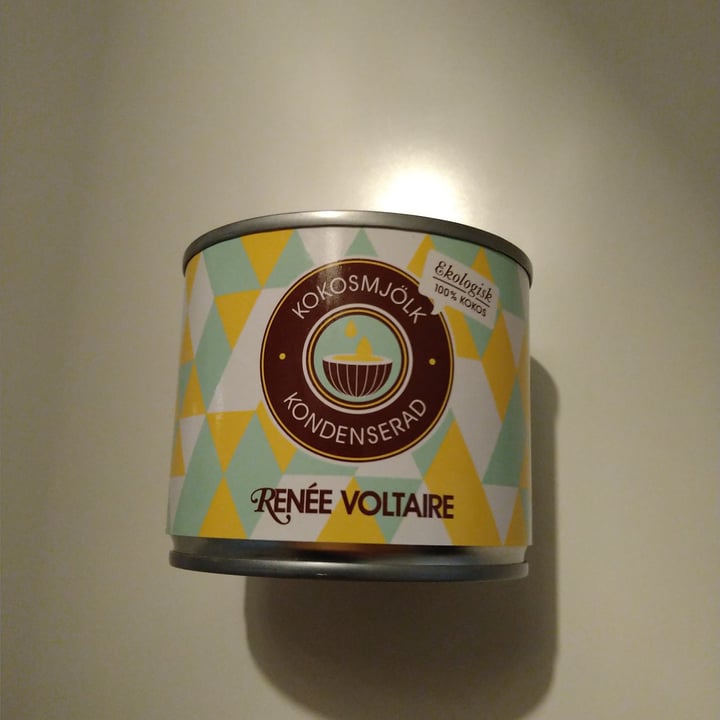 KOKOSMJÖLK
KONDENSERAD
Ekologisk
100% KOKOS
RENÉE VOLTAIRE